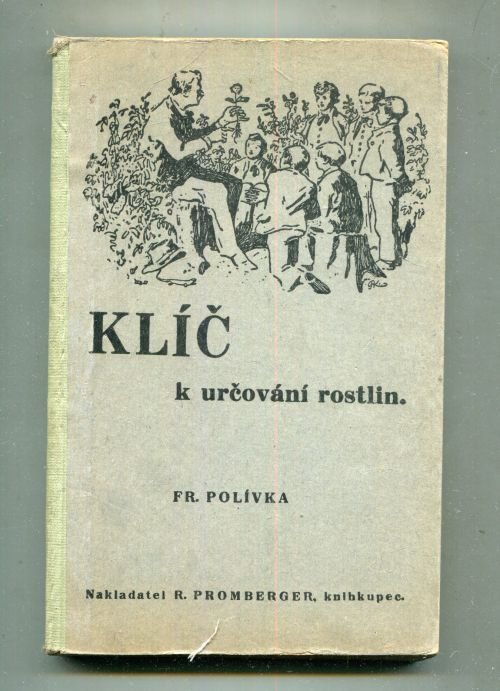 KLÍČ
k určování rostlin.
FR. POLÍVKA
Nakladatel R. PROMBERGER, knihkupec.